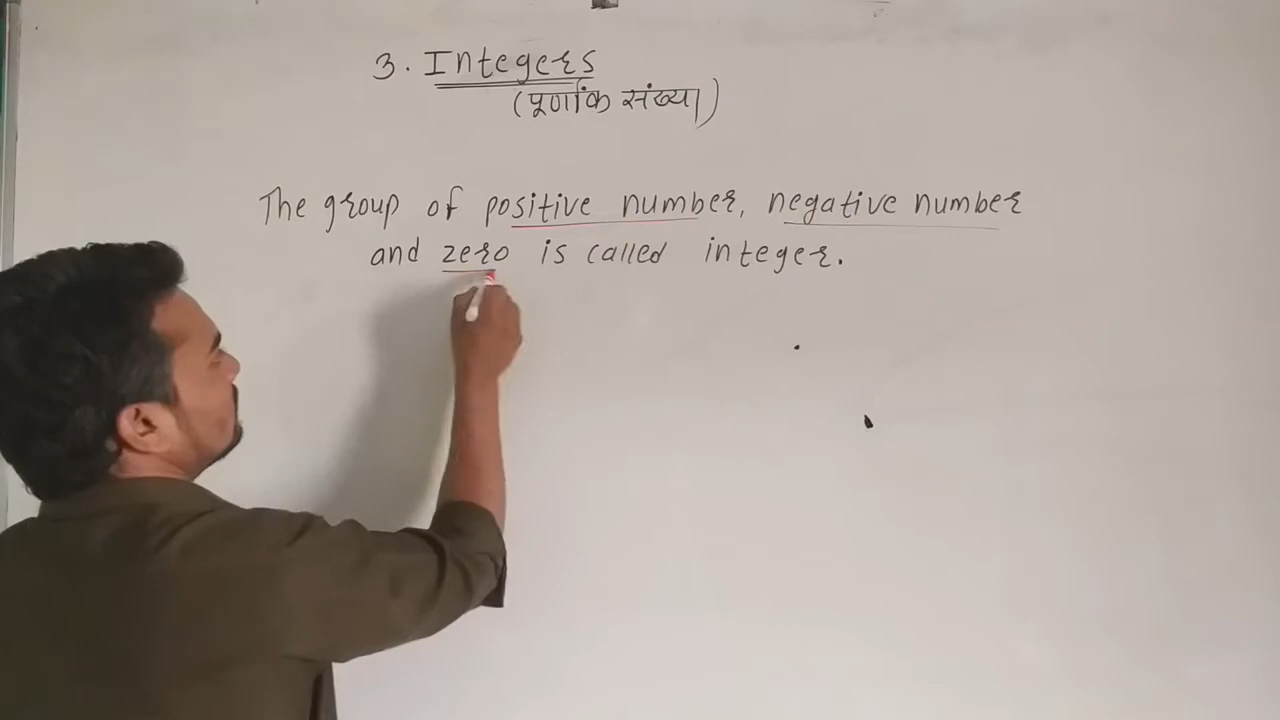 3. Integers
(पूर्णांक संख्या)
The group of positive number, negative number
and zero is called integer.